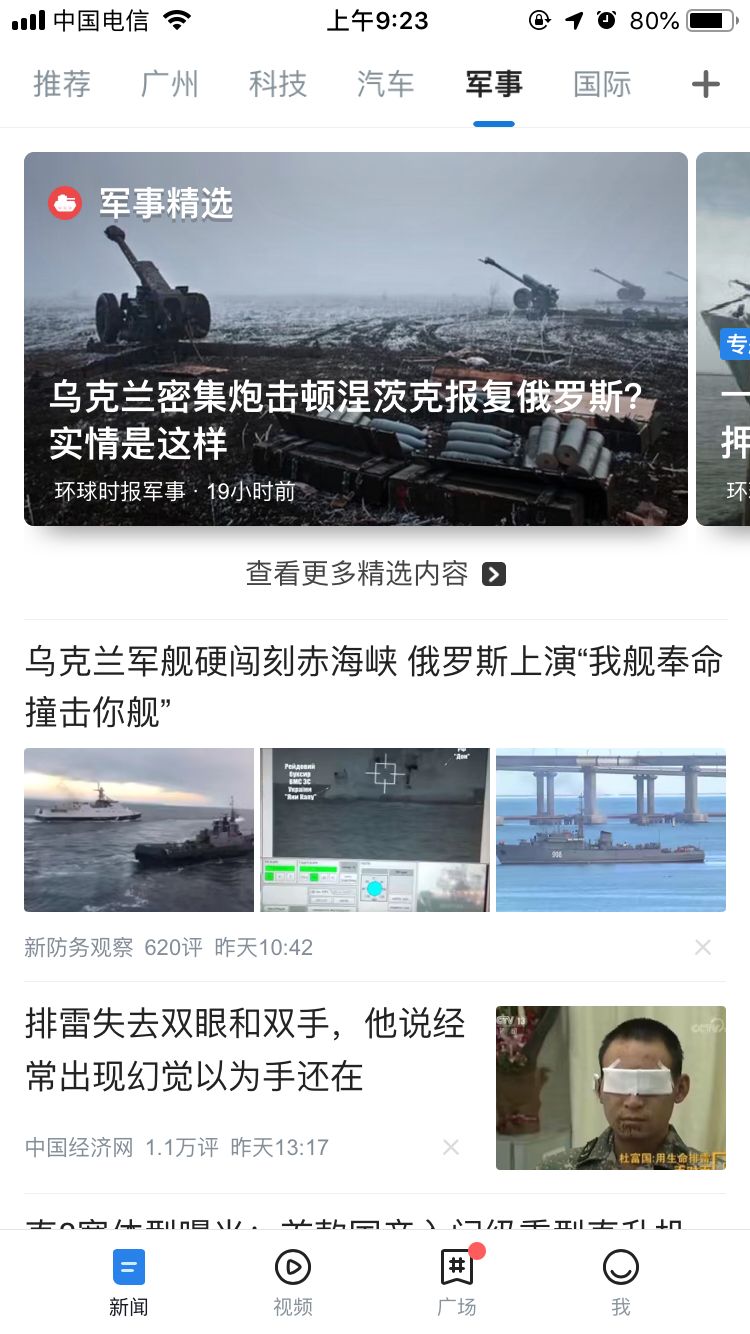 中国电信 上午9:23 80%
推荐 广州 科技 汽车 军事 国际
军事精选
乌克兰密集炮击顿涅茨克报复俄罗斯?
实情是这样
环球时报军事 · 19小时前
专
一
押
环
查看更多精选内容
乌克兰军舰硬闯刻赤海峡 俄罗斯上演“我舰奉命
撞击你舰”
Рейдовий
буксир
ВМС ЗС
України
"Яни Капу"
"Дон"
908
新防务观察 620评 昨天10:42
排雷失去双眼和双手，他说经
常出现幻觉以为手还在
CCTV 13
CCTV
杜富国:用生命排雷
中国经济网 1.1万评 昨天13:17
新闻 视频 广场 我